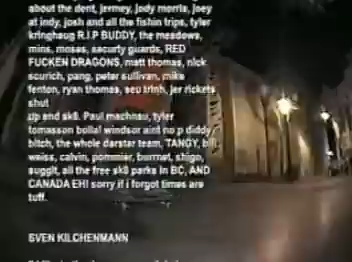 about the dent, jermey, jody morris, joey
at indy, josh and all the fishin trips, tyler
kringhaug R.I.P BUDDY, the meadows,
mins, moses, securty guards, RED
FUCKEN DRAGONS, matt thomas, nick
scurich, pang, peter sullivan, mike
fenton, ryan thomas, seu trinh, jer rickets
shut
up and sk8. Paul machnau, tyler
tomasson bolla! windsor aint no p diddy
bitch, the whole darstar team, TANGY, bill
weiss, calvin, pommier, burrnet, shigo,
suggit, all the free sk8 parks in BC, AND
CANADA EH! sorry if i forgot times are
tuff.
SVEN KILCHENMANN